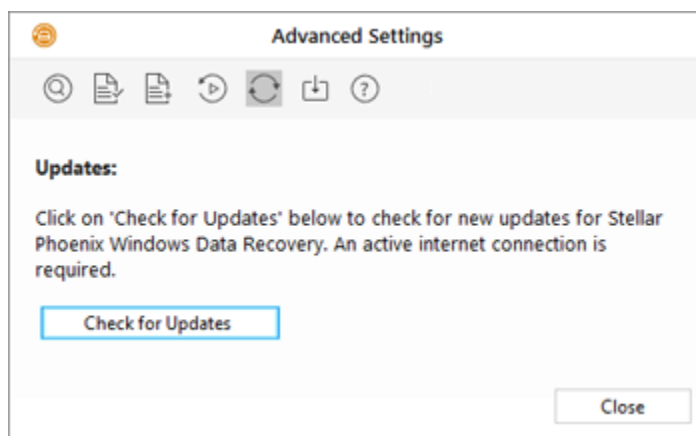 Advanced Settings
Updates:
Click on 'Check for Updates' below to check for new updates for Stellar
Phoenix Windows Data Recovery. An active internet connection is
required.
Check for Updates
Close